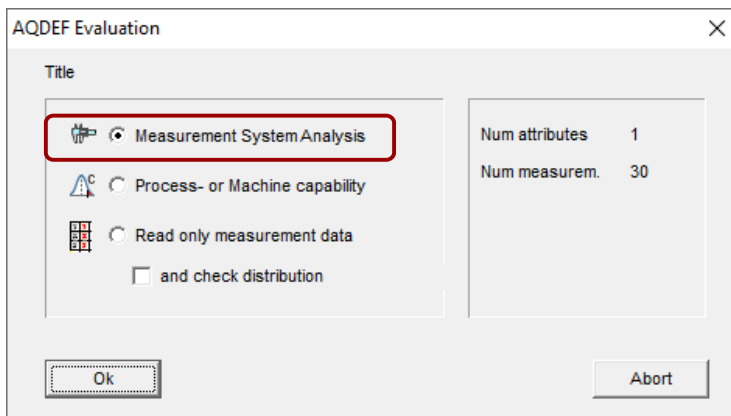 AQDEF Evaluation
Title
Measurement System Analysis
Process- or Machine capability
Read only measurement data
and check distribution
Num attributes 1
Num measurem. 30
Ok
Abort